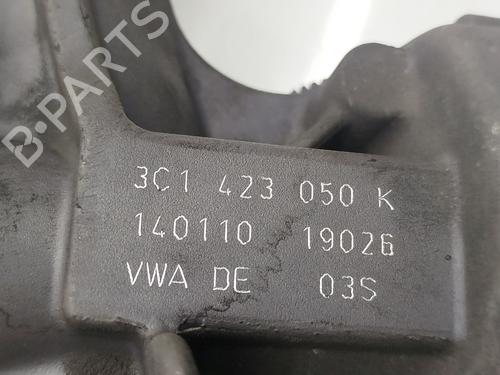 B-PARTS
3C1 423 050 K
140110 19026
VWA DE 03S